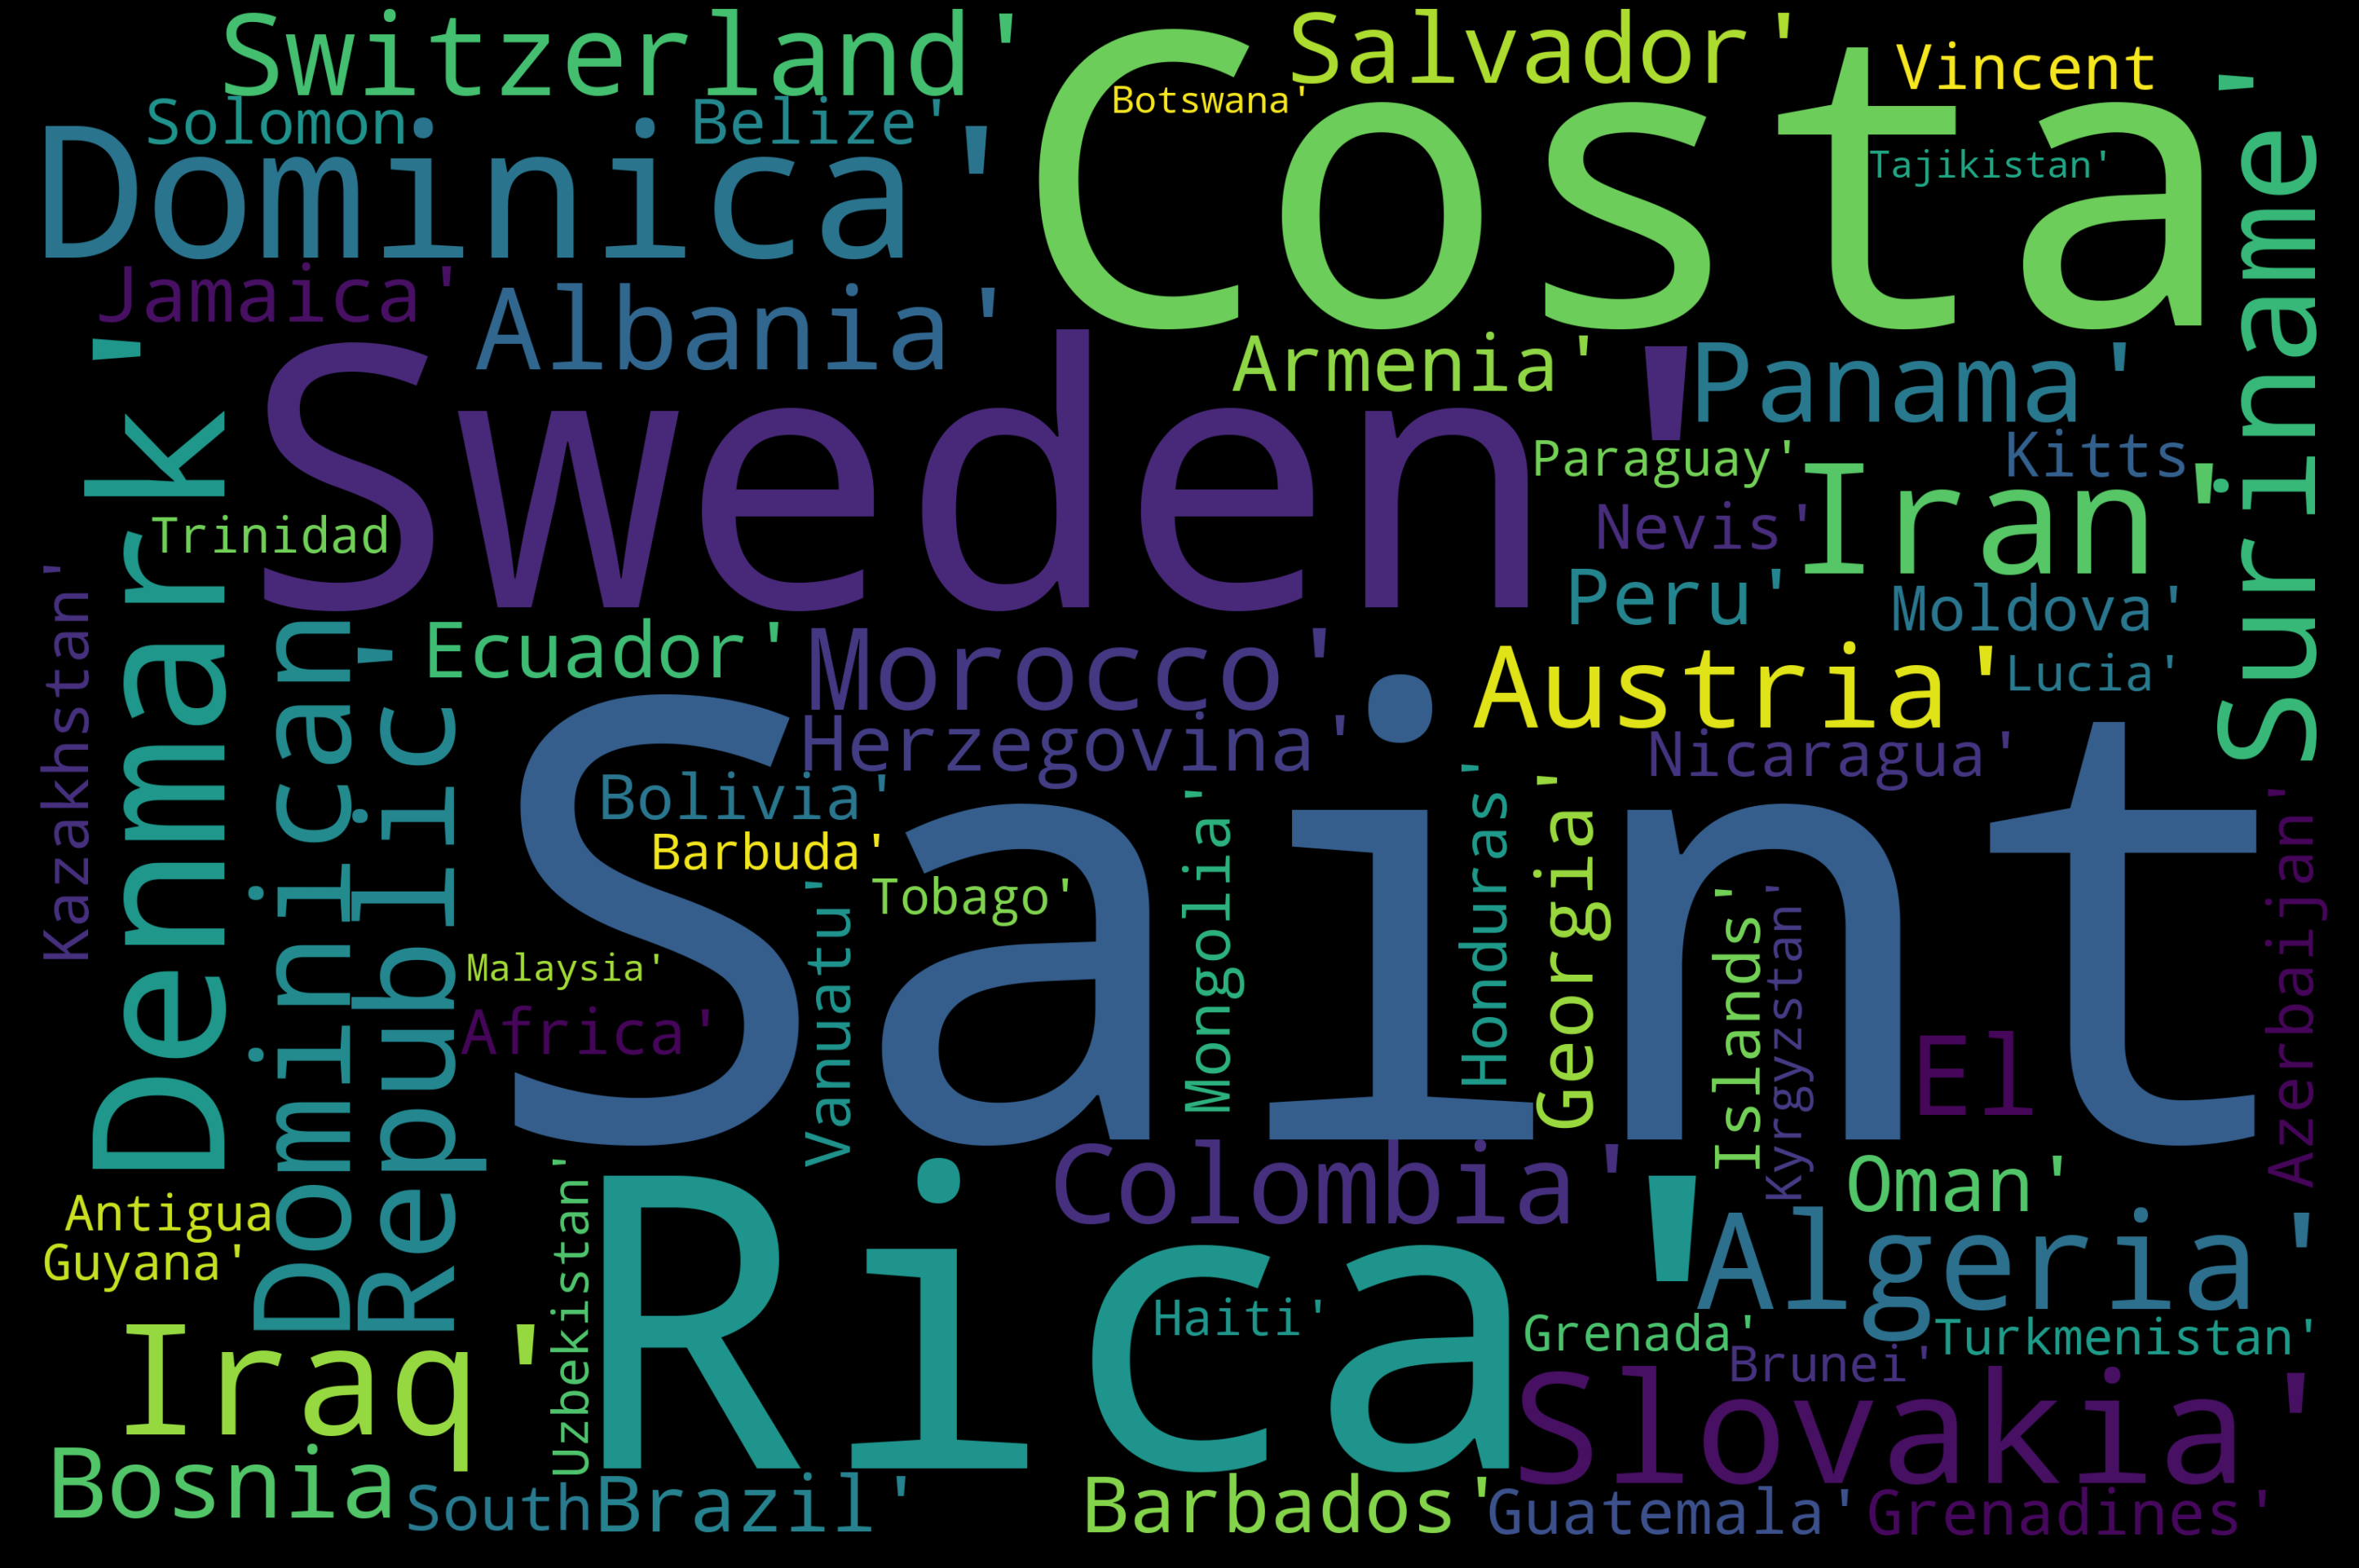 Switzerland'
Salvador'
Vincent
Costa
Botswana'
Solomon
Belize'
Dominica'
Tajikistan'
Suriname'
Jamaica'
Albania'
Armenia'
Panama'
Denmark'
Sweden'
Paraguay'
Kitts
Iran'
Trinidad
Nevis'
Kazakhstan'
Peru'
Moldova'
Dominican
Republic'
Ecuador'
Morocco'
Austria'
Lucia'
Herzegovina'
Nicaragua'
Saint
Bolivia'
Barbuda'
Tobago'
Vanuatu'
Mongolia'
Honduras'
Georgia'
Islands'
Kyrgyzstan'
Azerbaijan'
Malaysia'
Africa'
El
Colombia'
Oman'
Antigua
Guyana'
Uzbekistan'
Rica'
Algeria'
Haiti'
Grenada'
Turkmenistan'
Brunei'
Iraq'
Slovakia'
Bosnia
South
Brazil'
Barbados'
Guatemala'
Grenadines'